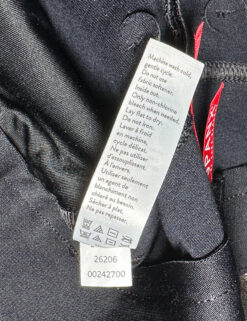 Machine wash cold,
gentle cycle.
Do not use
fabric softener.
Inside out.
Only non-chlorine
bleach when needed.
Lay flat to dry.
Do not iron.
Laver à froid
en machine,
cycle délicat.
Ne pas utiliser
d'assouplissant.
À l'envers.
Utiliser seulement
un agent de
blanchiment non
chloré au besoin.
Sécher à plat.
Ne pas repasser.
26206
00242700